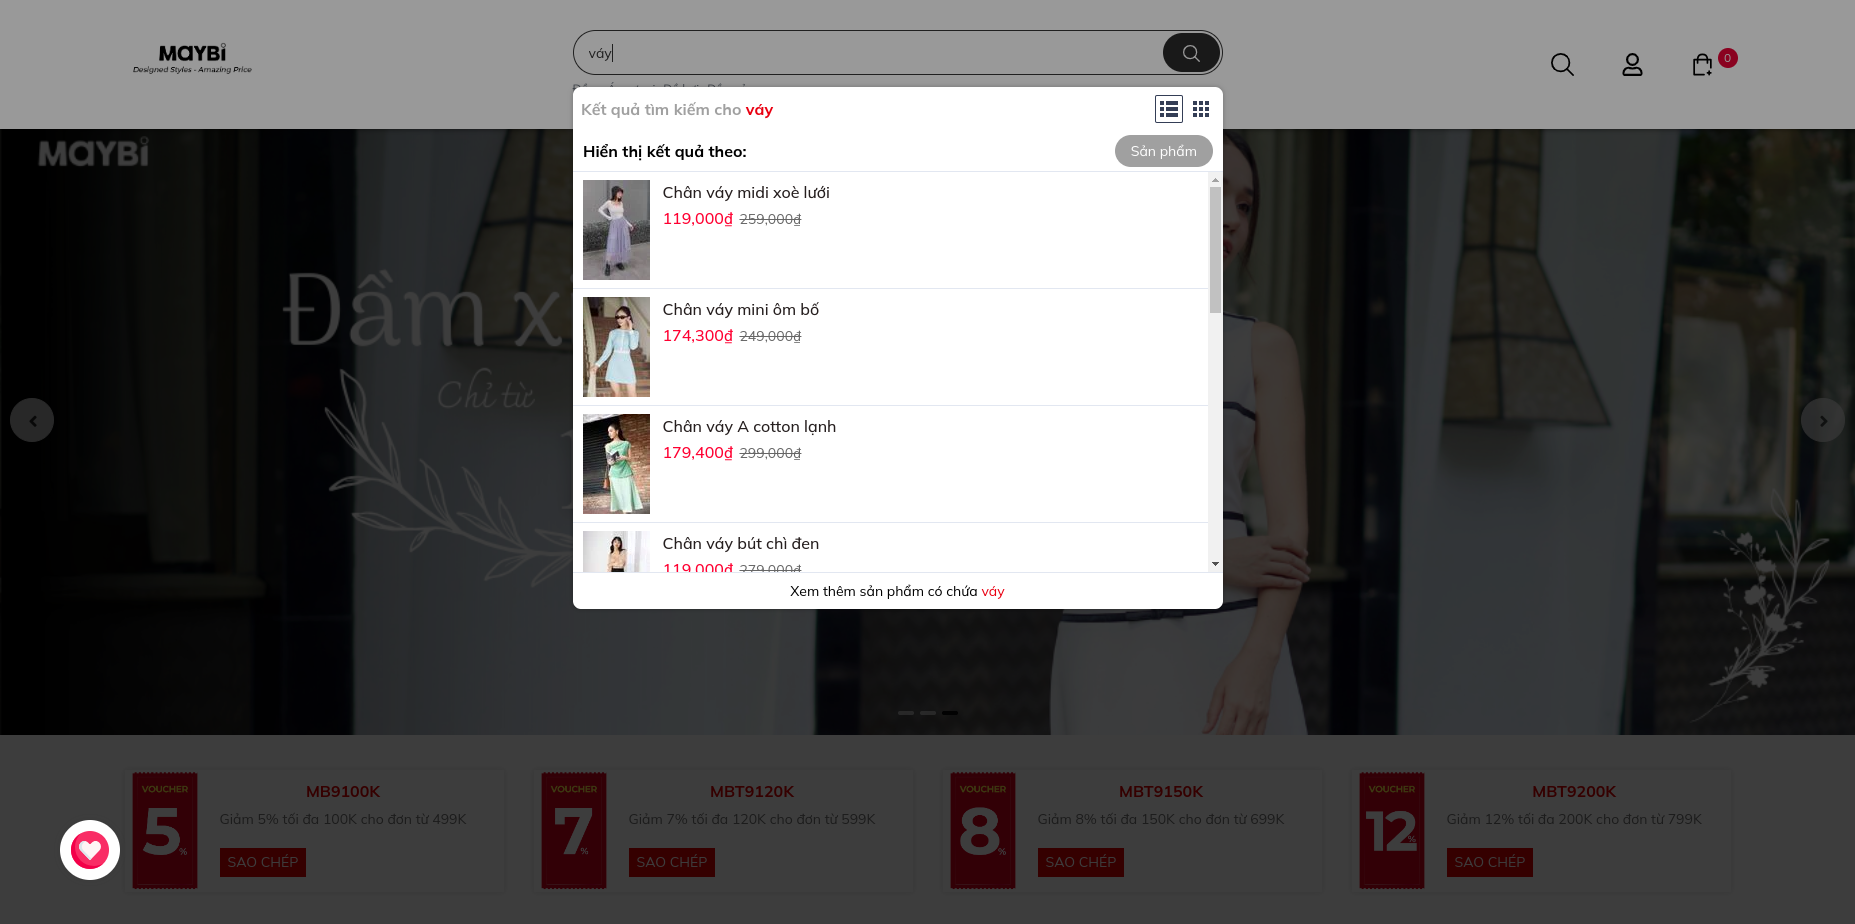 MAYBI
Designed Styles - Amazing Price
váy
0
Kết quả tìm kiếm cho váy
Hiển thị kết quả theo:
Sản phẩm
MAYBI
Chân váy midi xoè lưới
119,000₫ 259,000₫
Chân váy mini ôm bố
174,300₫ 249,000₫
Chân váy A cotton lạnh
179,400₫ 299,000₫
Chân váy bút chì đen
119,000₫ 279,000₫
Xem thêm sản phẩm có chứa váy
Đầm x
Chỉ từ
VOUCHER
5%
MB9100K
Giảm 5% tối đa 100K cho đơn từ 499K
SAO CHÉP
VOUCHER
7%
MBT9120K
Giảm 7% tối đa 120K cho đơn từ 599K
SAO CHÉP
VOUCHER
8%
MBT9150K
Giảm 8% tối đa 150K cho đơn từ 699K
SAO CHÉP
VOUCHER
12%
MBT9200K
Giảm 12% tối đa 200K cho đơn từ 799K
SAO CHÉP